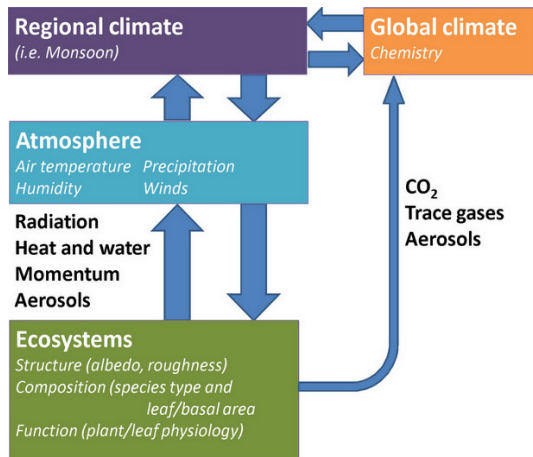 Regional climate
(i.e. Monsoon)
Global climate
Chemistry
Atmosphere
Air temperature Precipitation
Humidity Winds
Radiation
Heat and water
Momentum
Aerosols
CO₂
Trace gases
Aerosols
Ecosystems
Structure (albedo, roughness)
Composition (species type and
leaf/basal area
Function (plant/leaf physiology)